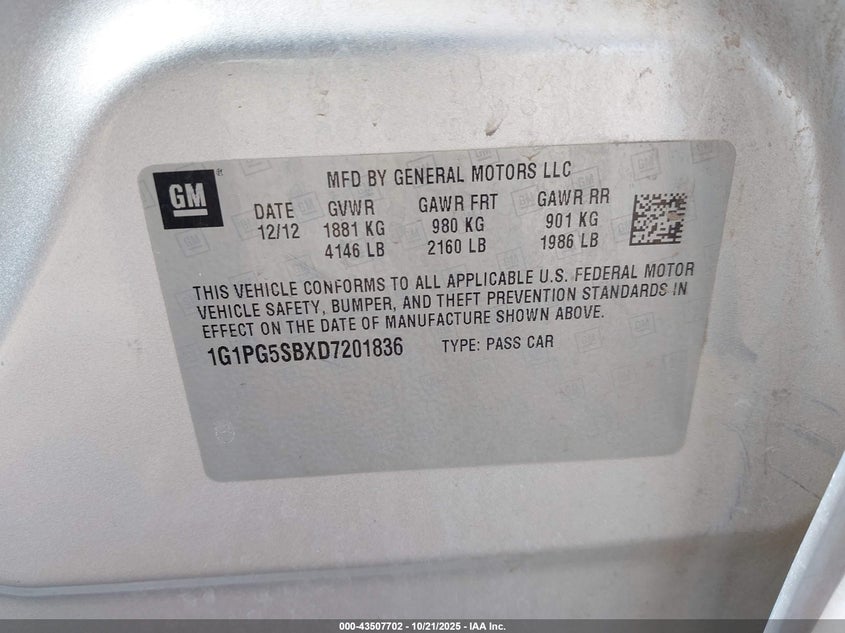 GM
MFD BY GENERAL MOTORS LLC
DATE GVWR GAWR FRT GAWR RR
12/12 1881 KG 980 KG 901 KG
4146 LB 2160 LB 1986 LB
THIS VEHICLE CONFORMS TO ALL APPLICABLE U.S. FEDERAL MOTOR
VEHICLE SAFETY, BUMPER, AND THEFT PREVENTION STANDARDS IN
EFFECT ON THE DATE OF MANUFACTURE SHOWN ABOVE.
1G1PG5SBXD7201836 TYPE: PASS CAR
000-43507702 - 10/21/2025 - IAA Inc.